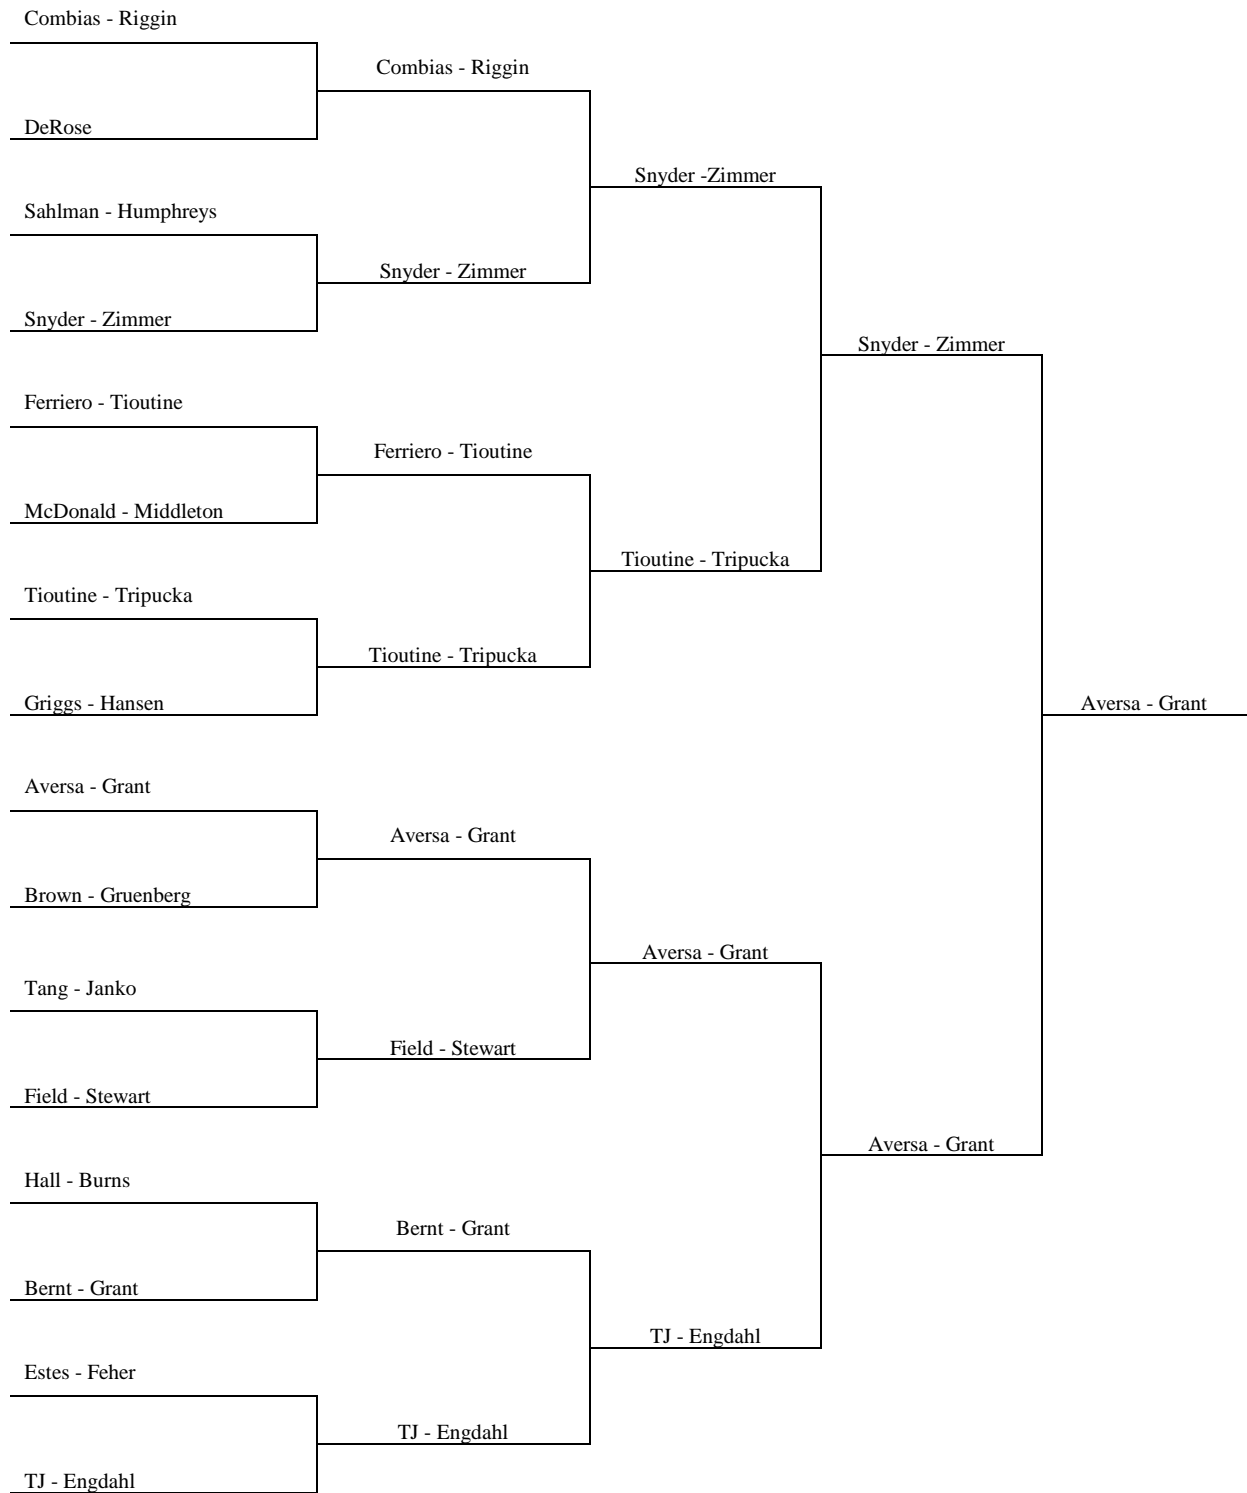 Combias - Riggin
DeRose
Sahlman - Humphreys
Snyder - Zimmer
Ferriero - Tioutine
McDonald - Middleton
Tioutine - Tripucka
Griggs - Hansen
Aversa - Grant
Brown - Gruenberg
Tang - Janko
Field - Stewart
Hall - Burns
Bernt - Grant
Estes - Feher
TJ - Engdahl
Combias - Riggin
Snyder - Zimmer
Ferriero - Tioutine
Tioutine - Tripucka
Aversa - Grant
Field - Stewart
Bernt - Grant
TJ - Engdahl
Snyder -Zimmer
Tioutine - Tripucka
Aversa - Grant
TJ - Engdahl
Snyder - Zimmer
Aversa - Grant
Aversa - Grant